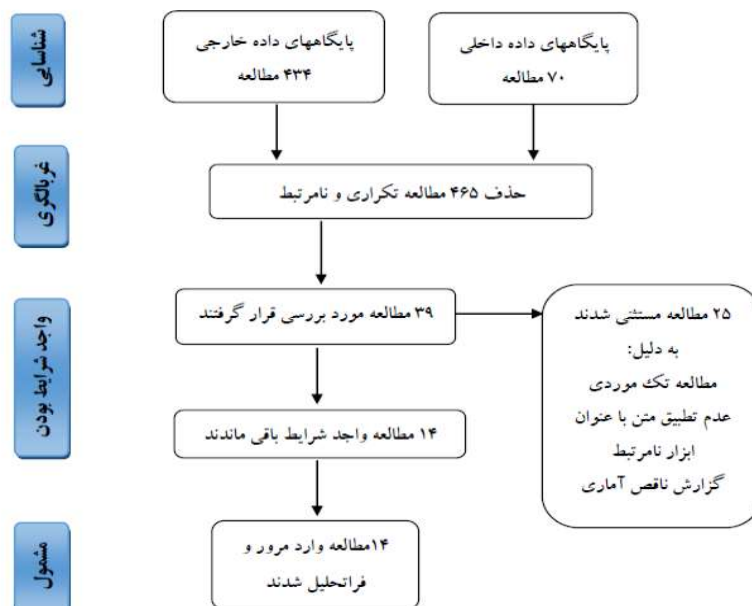 شناسایی
پایگاههای داده داخلی
۷۰ مطالعه
پایگاههای داده خارجی
۴۳۴ مطالعه
غربالگری
حذف ۴۶۵ مطالعه تکراری و نامرتبط
واجد شرایط بودن
۳۹ مطالعه مورد بررسی قرار گرفتند
۲۵ مطالعه مستثنی شدند
به دلیل:
مطالعه تک موردی
عدم تطبیق متن با عنوان
ابزار نامرتبط
گزارش ناقص آماری
۱۴ مطالعه واجد شرایط باقی ماندند
مشمول
۱۴مطالعه وارد مرور و
فراتحلیل شدند